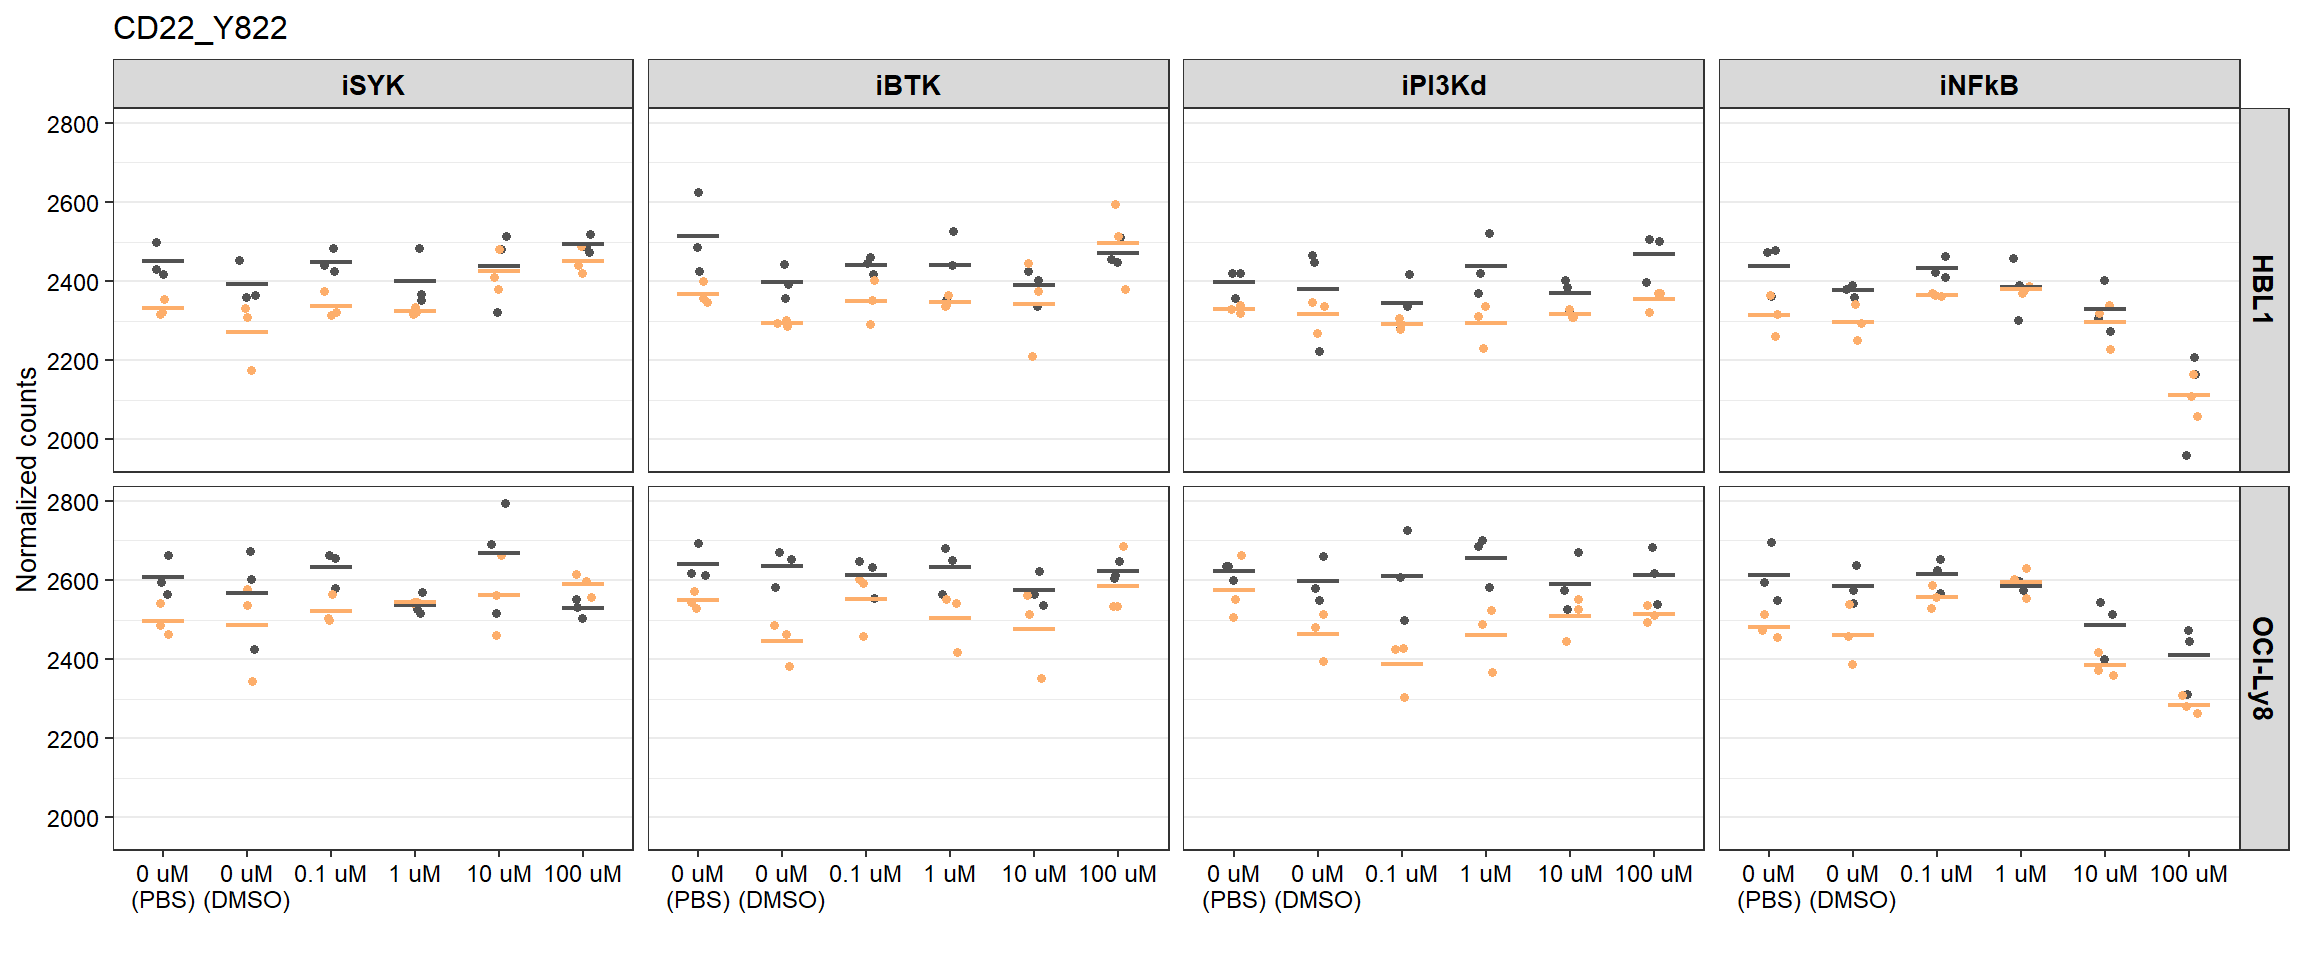 CD22_Y822
iSYK
iBTK
iPI3Kd
iNFkB
Normalized counts
2800
2600
2400
2200
2000
HBL1
2800
2600
2400
2200
2000
OCI-Ly8
0 uM 0 uM 0.1 uM 1 uM 10 uM 100 uM
(PBS) (DMSO)
0 uM 0 uM 0.1 uM 1 uM 10 uM 100 uM
(PBS) (DMSO)
0 uM 0 uM 0.1 uM 1 uM 10 uM 100 uM
(PBS) (DMSO)
0 uM 0 uM 0.1 uM 1 uM 10 uM 100 uM
(PBS) (DMSO)